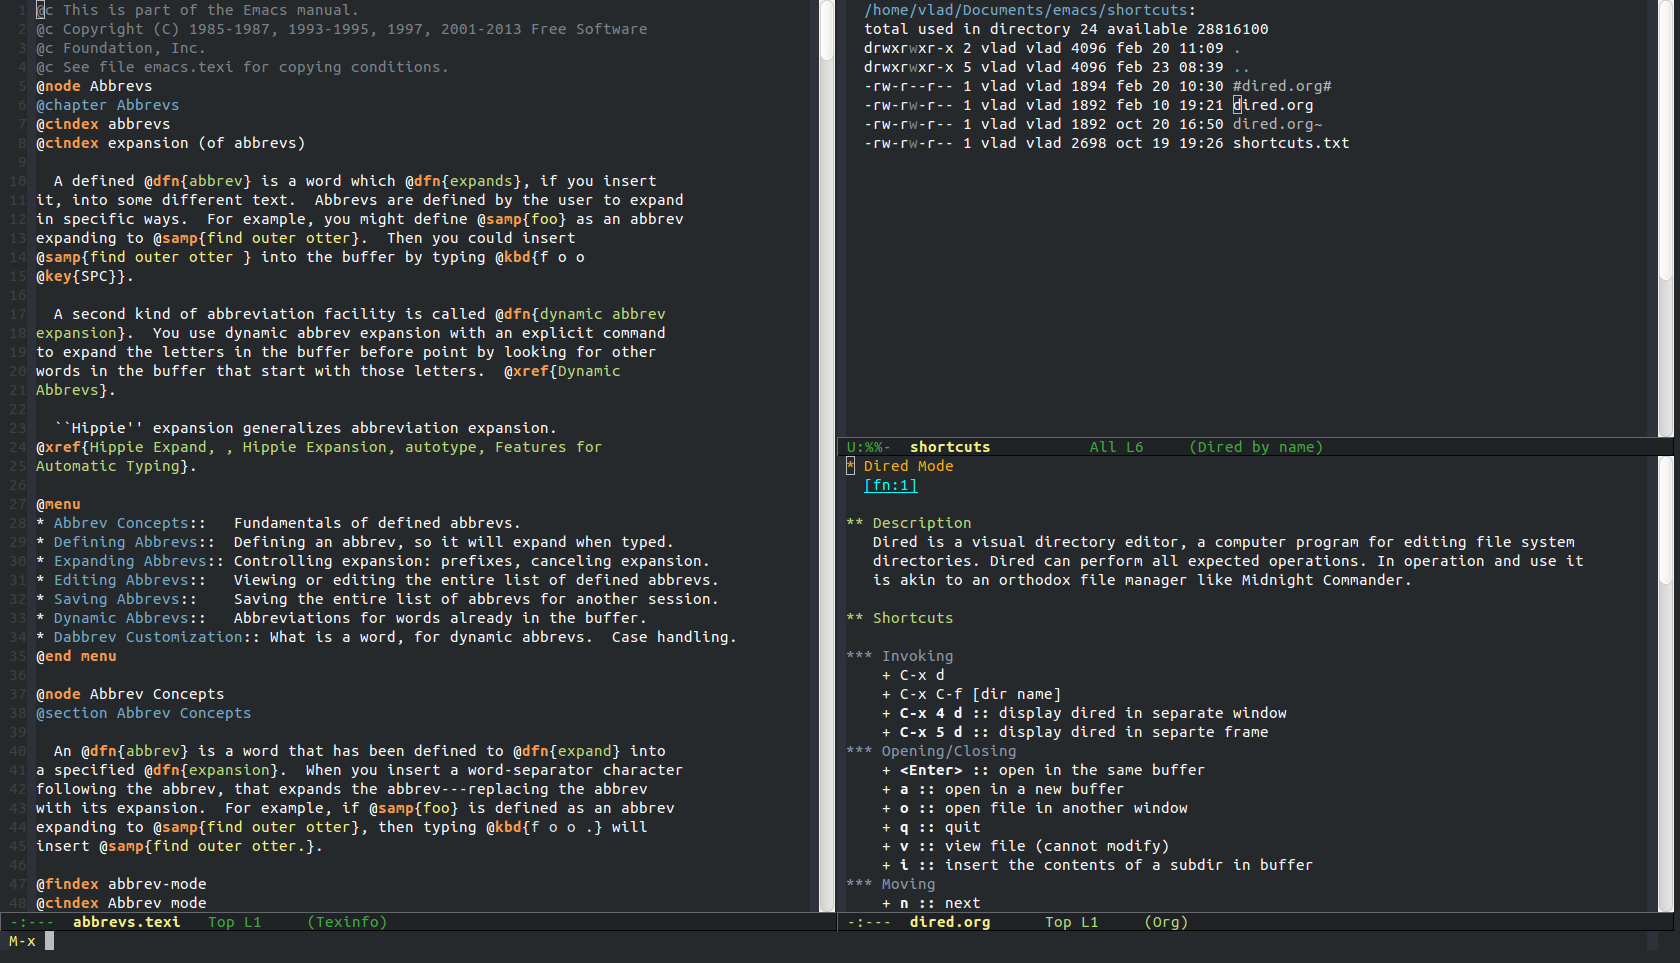 1 @c This is part of the Emacs manual.
2 @c Copyright (C) 1985-1987, 1993-1995, 1997, 2001-2013 Free Software
3 @c Foundation, Inc.
4 @c See file emacs.texi for copying conditions.
5 @node Abbrevs
6 @chapter Abbrevs
7 @cindex abbrevs
8 @cindex expansion (of abbrevs)
9
10   A defined @dfn{abbrev} is a word which @dfn{expands}, if you insert
11 it, into some different text.  Abbrevs are defined by the user to expand
12 in specific ways.  For example, you might define @samp{foo} as an abbrev
13 expanding to @samp{find outer otter}.  Then you could insert
14 @samp{find outer otter } into the buffer by typing @kbd{f o o
15 @key{SPC}}.
16
17   A second kind of abbreviation facility is called @dfn{dynamic abbrev
18 expansion}.  You use dynamic abbrev expansion with an explicit command
19 to expand the letters in the buffer before point by looking for other
20 words in the buffer that start with those letters.  @xref{Dynamic
21 Abbrevs}.
22
23   ``Hippie'' expansion generalizes abbreviation expansion.
24 @xref{Hippie Expand, , Hippie Expansion, autotype, Features for
25 Automatic Typing}.
26
27 @menu
28 * Abbrev Concepts::   Fundamentals of defined abbrevs.
29 * Defining Abbrevs::  Defining an abbrev, so it will expand when typed.
30 * Expanding Abbrevs:: Controlling expansion: prefixes, canceling expansion.
31 * Editing Abbrevs::   Viewing or editing the entire list of defined abbrevs.
32 * Saving Abbrevs::    Saving the entire list of abbrevs for another session.
33 * Dynamic Abbrevs::   Abbreviations for words already in the buffer.
34 * Dabbrev Customization:: What is a word, for dynamic abbrevs.  Case handling.
35 @end menu
36
37 @node Abbrev Concepts
38 @section Abbrev Concepts
39
40   An @dfn{abbrev} is a word that has been defined to @dfn{expand} into
41 a specified @dfn{expansion}.  When you insert a word-separator character
42 following the abbrev, that expands the abbrev---replacing the abbrev
43 with its expansion.  For example, if @samp{foo} is defined as an abbrev
44 expanding to @samp{find outer otter}, then typing @kbd{f o o .} will
45 insert @samp{find outer otter.}.
46
47 @findex abbrev-mode
48 @cindex Abbrev mode
-:---  abbrevs.texi   Top L1     (Texinfo)
/home/vlad/Documents/emacs/shortcuts:
total used in directory 24 available 28816100
drwxrwxr-x 2 vlad vlad 4096 feb 20 11:09 .
drwxrwxr-x 5 vlad vlad 4096 feb 23 08:39 ..
-rw-r--r-- 1 vlad vlad 1894 feb 20 10:30 #dired.org#
-rw-rw-r-- 1 vlad vlad 1892 feb 10 19:21 dired.org
-rw-rw-r-- 1 vlad vlad 1892 oct 20 16:50 dired.org~
-rw-rw-r-- 1 vlad vlad 2698 oct 19 19:26 shortcuts.txt
U:%%-  shortcuts           All L6     (Dired by name)
* Dired Mode
[fn:1]
** Description
Dired is a visual directory editor, a computer program for editing file system
directories. Dired can perform all expected operations. In operation and use it
is akin to an orthodox file manager like Midnight Commander.
** Shortcuts
*** Invoking
+ C-x d
+ C-x C-f [dir name]
+ C-x 4 d :: display dired in separate window
+ C-x 5 d :: display dired in separte frame
*** Opening/Closing
+ <Enter> :: open in the same buffer
+ a :: open in a new buffer
+ o :: open file in another window
+ q :: quit
+ v :: view file (cannot modify)
+ i :: insert the contents of a subdir in buffer
*** Moving
+ n :: next
-:---  dired.org      Top L1     (Org)
M-x